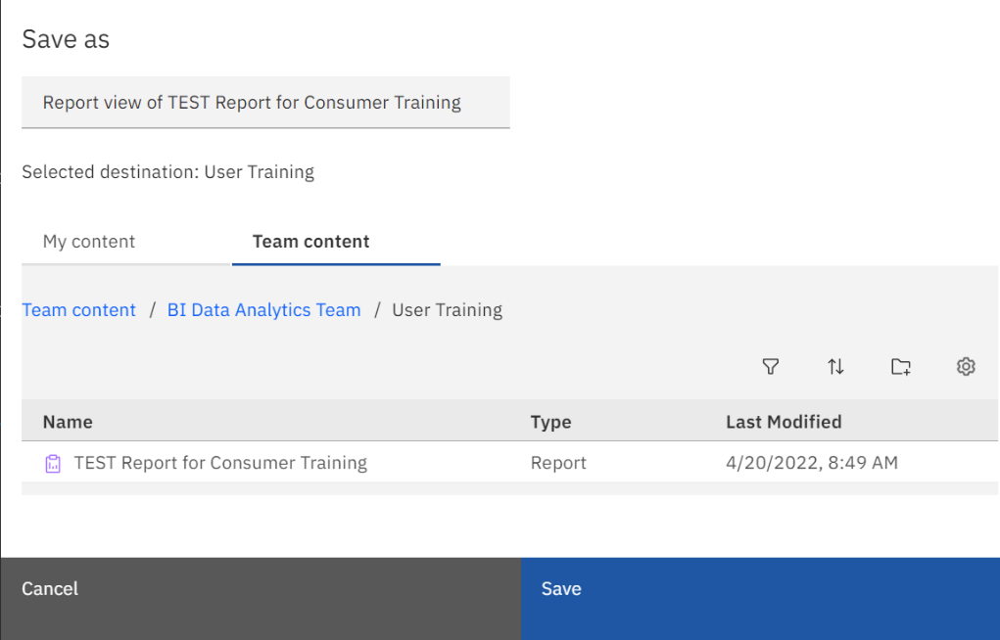 Save as
Report view of TEST Report for Consumer Training
Selected destination: User Training
My content Team content
Team content / BI Data Analytics Team / User Training
Name Type Last Modified
TEST Report for Consumer Training Report 4/20/2022, 8:49 AM
Cancel Save